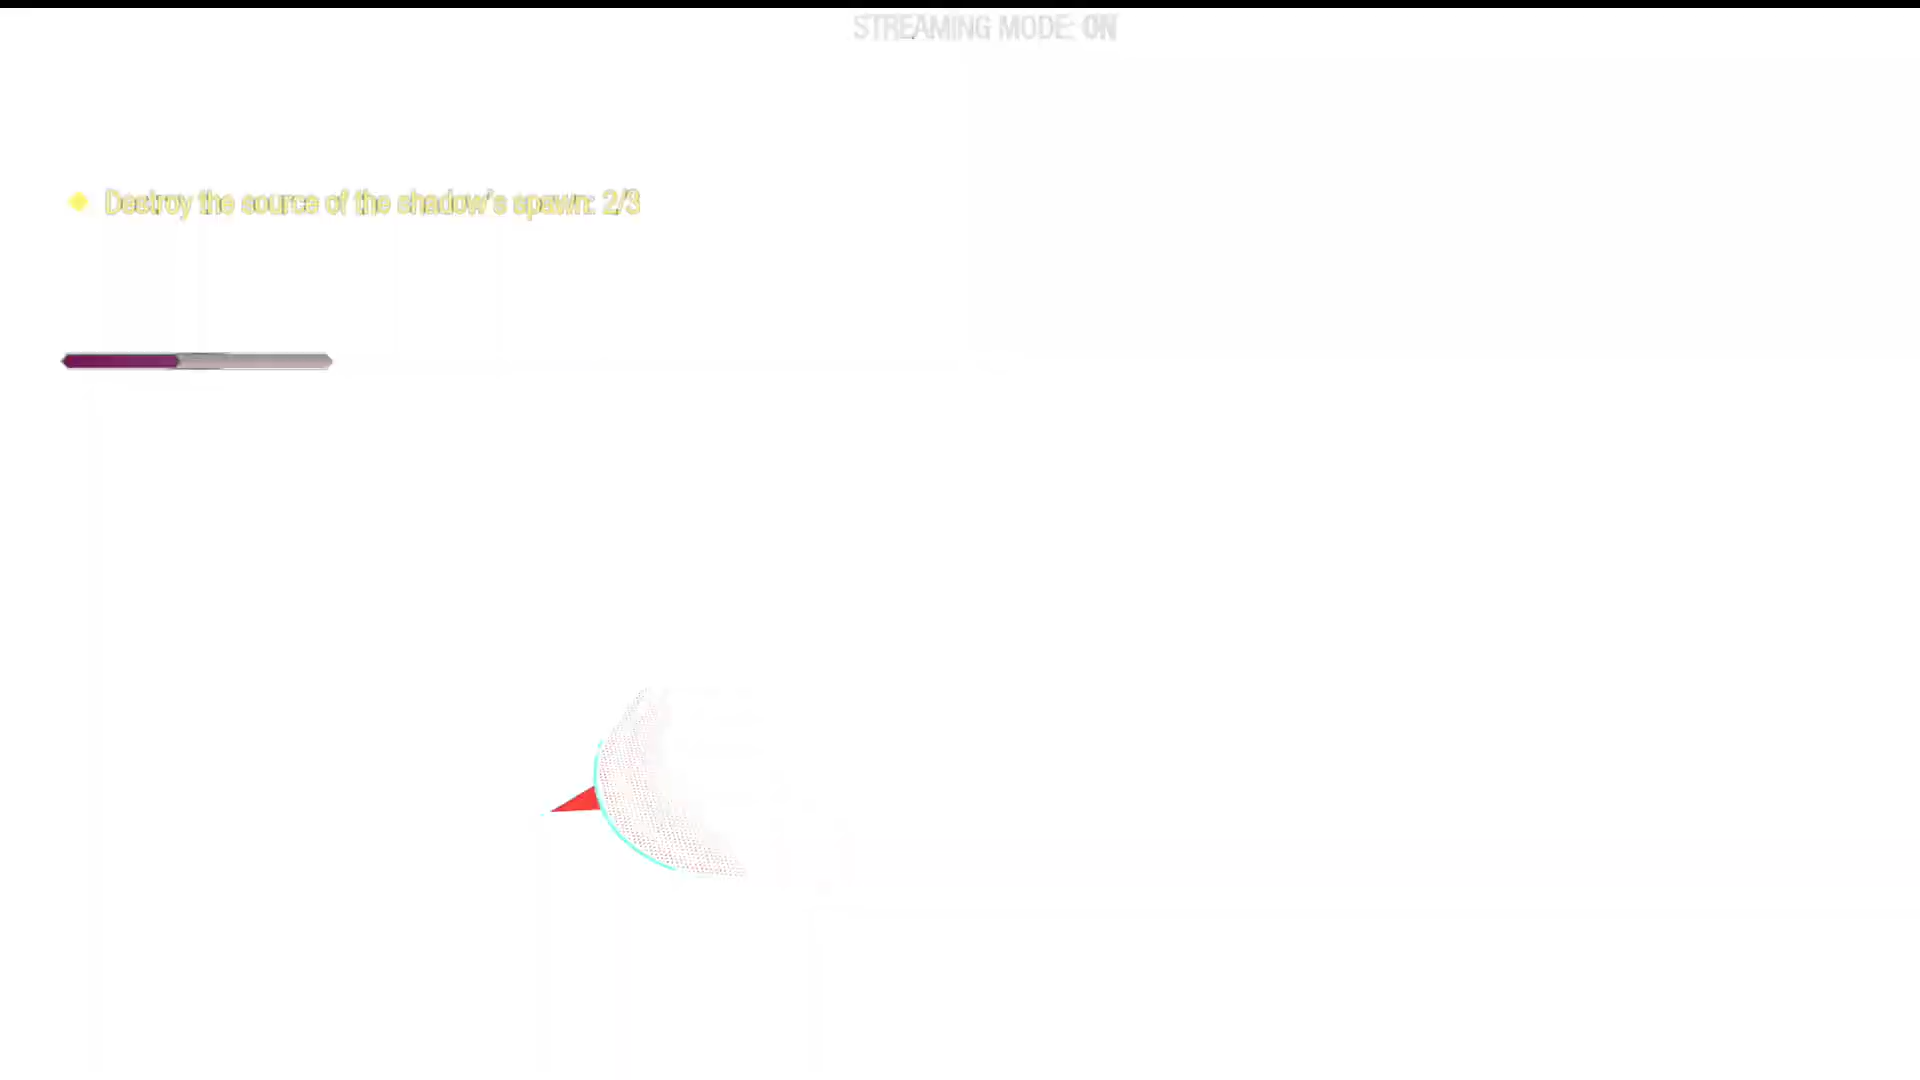 STREAMING MODE: ON
Destroy the source of the shadow's spawn: 2/3